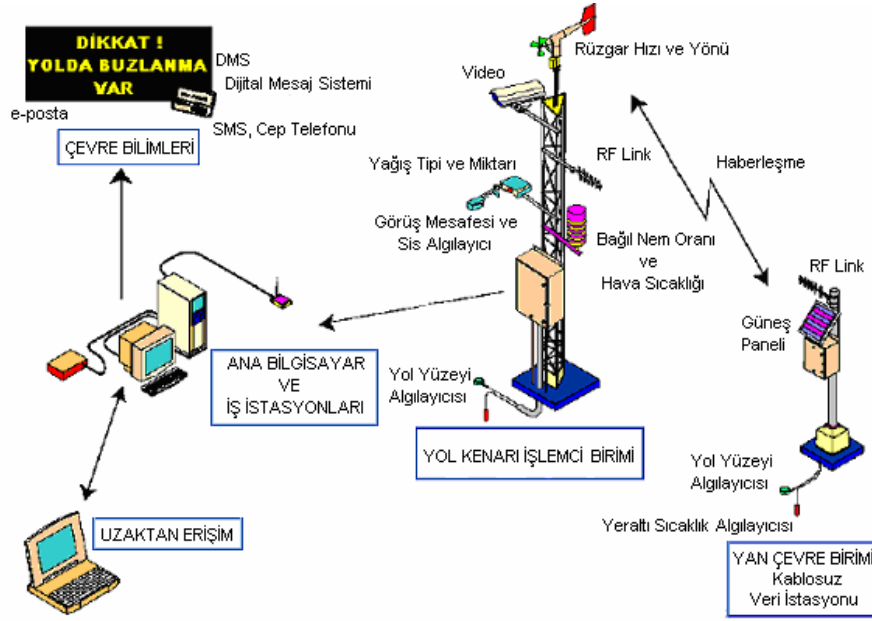 DİKKAT !
YOLDA BUZLANMA
VAR
DMS
Dijital Mesaj Sistemi
e-posta
SMS, Cep Telefonu
ÇEVRE BİLİMLERİ
Rüzgar Hızı ve Yönü
Video
RF Link
Haberleşme
Yağış Tipi ve Miktarı
Görüş Mesafesi ve
Sis Algılayıcı
Bağıl Nem Oranı
ve
Hava Sıcaklığı
RF Link
Güneş
Paneli
ANA BİLGİSAYAR
VE
İŞ İSTASYONLARI
Yol Yüzeyi
Algılayıcısı
YOL KENARI İŞLEMCİ BİRİMİ
Yol Yüzeyi
Algılayıcısı
Yeraltı Sıcaklık Algılayıcısı
UZAKTAN ERİŞİM
YAN ÇEVRE BİRİMİ
Kablosuz
Veri İstasyonu